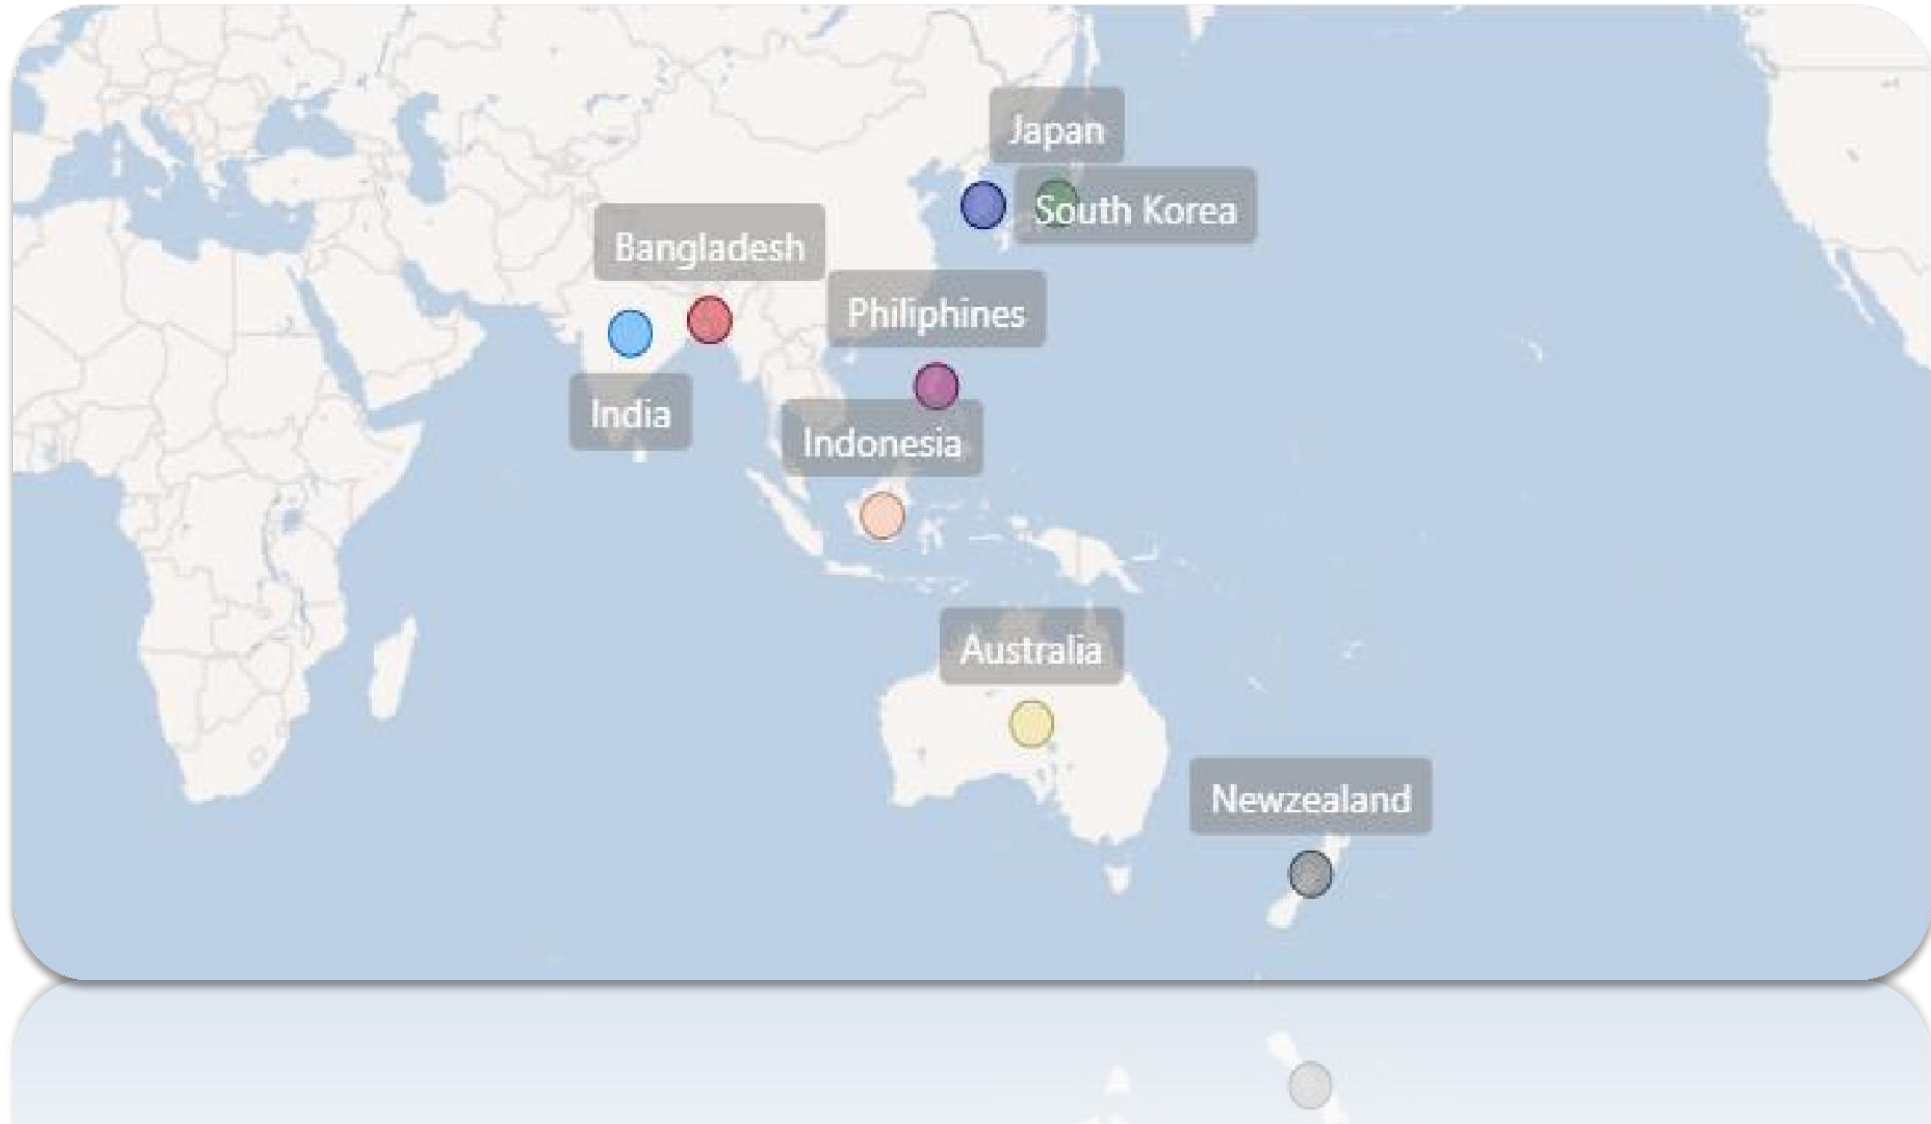 Japan
South Korea
Bangladesh
Philiphines
India
Indonesia
Australia
Newzealand